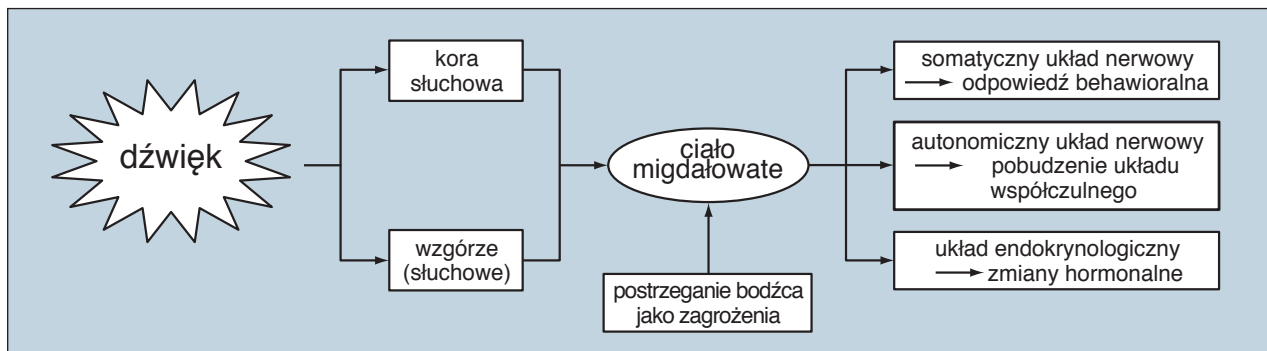 dźwięk
kora
słuchowa
wzgórze
(słuchowe)
ciało
migdałowate
postrzeganie bodźca
jako zagrożenia
somatyczny układ nerwowy
odpowiedź behawioralna
autonomiczny układ nerwowy
pobudzenie układu
współczulnego
układ endokrynologiczny
zmiany hormonalne